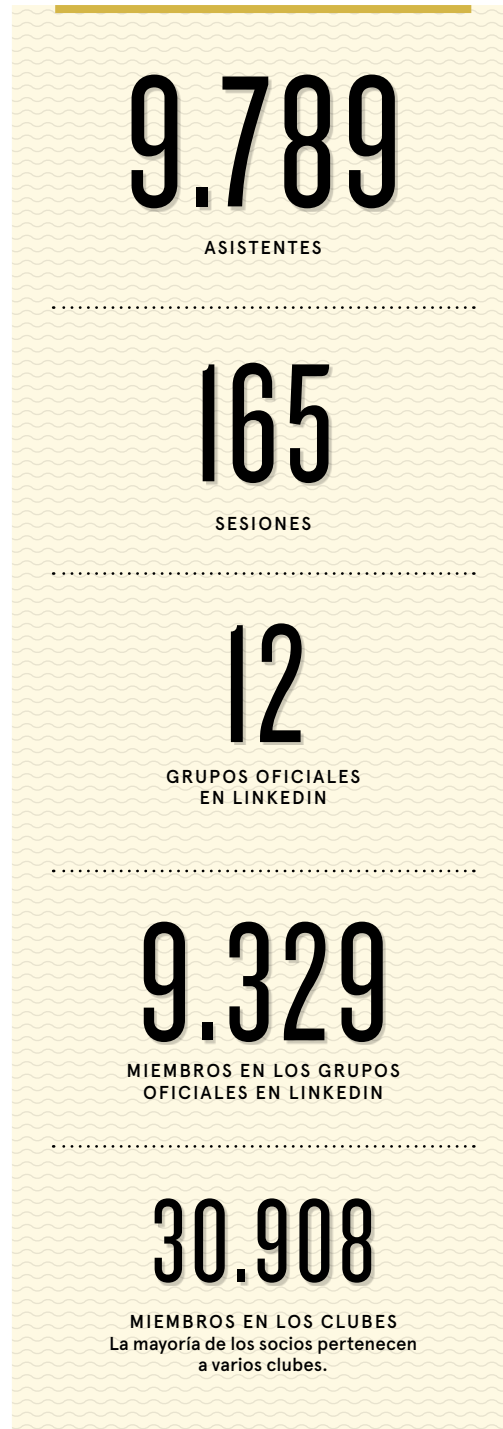 9.789
ASISTENTES
165
SESIONES
12
GRUPOS OFICIALES
EN LINKEDIN
9.329
MIEMBROS EN LOS GRUPOS
OFICIALES EN LINKEDIN
30.908
MIEMBROS EN LOS CLUBES
La mayoría de los socios pertenecen
a varios clubes.